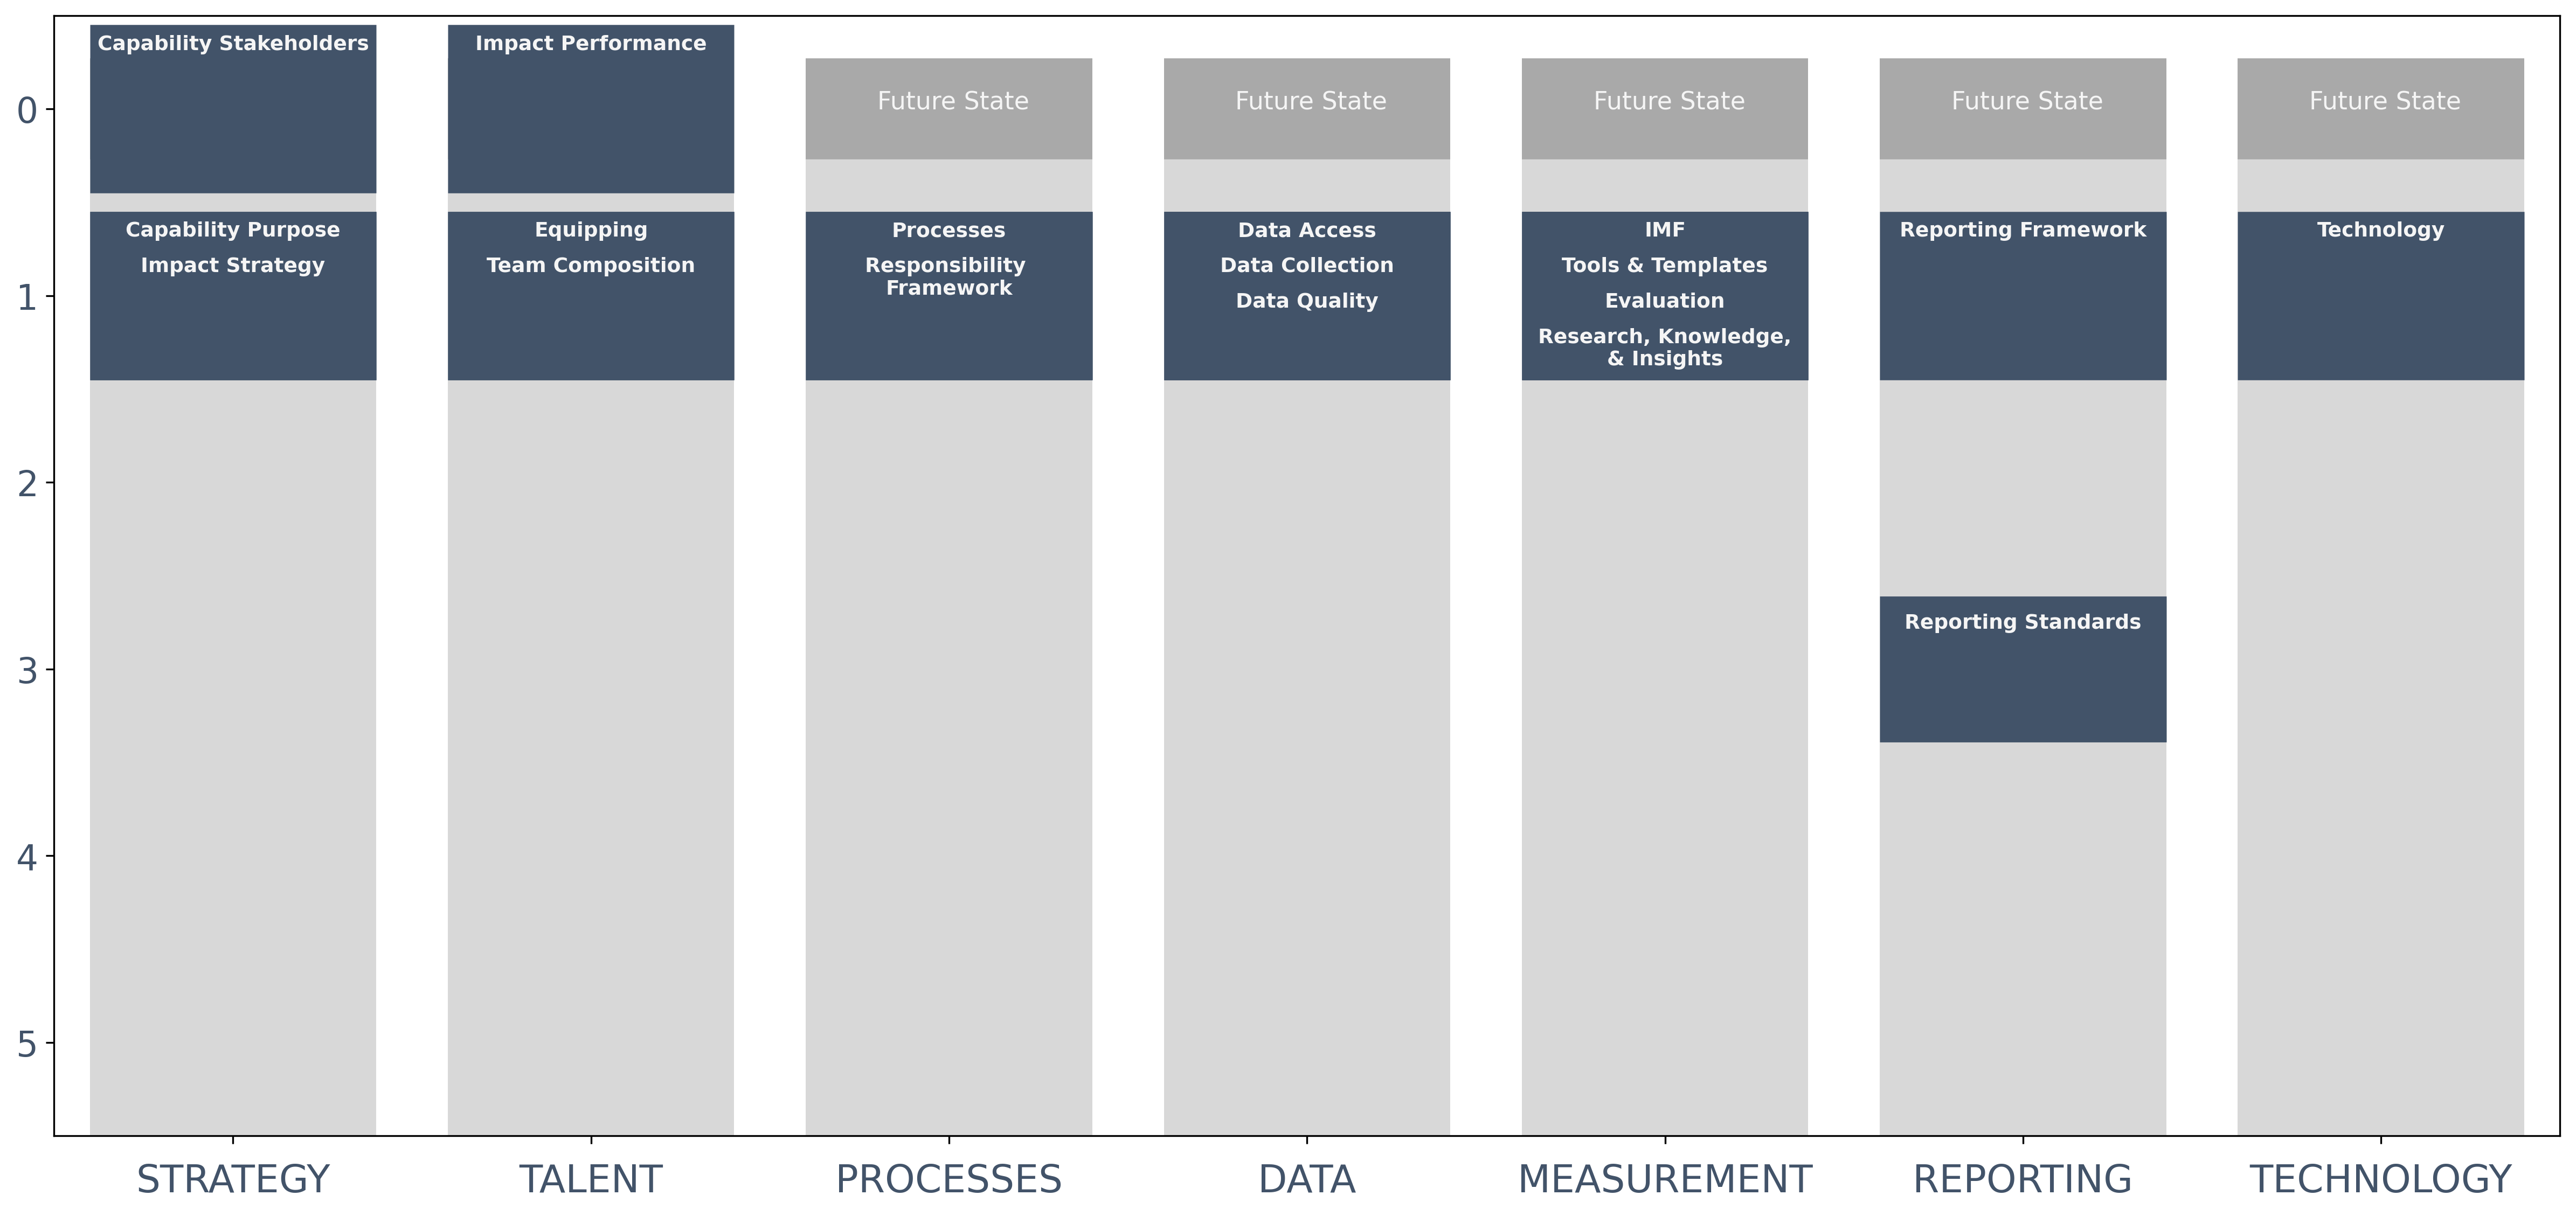 Capability Stakeholders
Impact Performance
0
Future State
Future State
Future State
Future State
Future State
Capability Purpose
Impact Strategy
Equipping
Team Composition
Processes
Responsibility
Framework
Data Access
Data Collection
Data Quality
IMF
Tools & Templates
Evaluation
Research, Knowledge,
& Insights
Reporting Framework
Technology
1
2
Reporting Standards
3
4
5
STRATEGY
TALENT
PROCESSES
DATA
MEASUREMENT
REPORTING
TECHNOLOGY